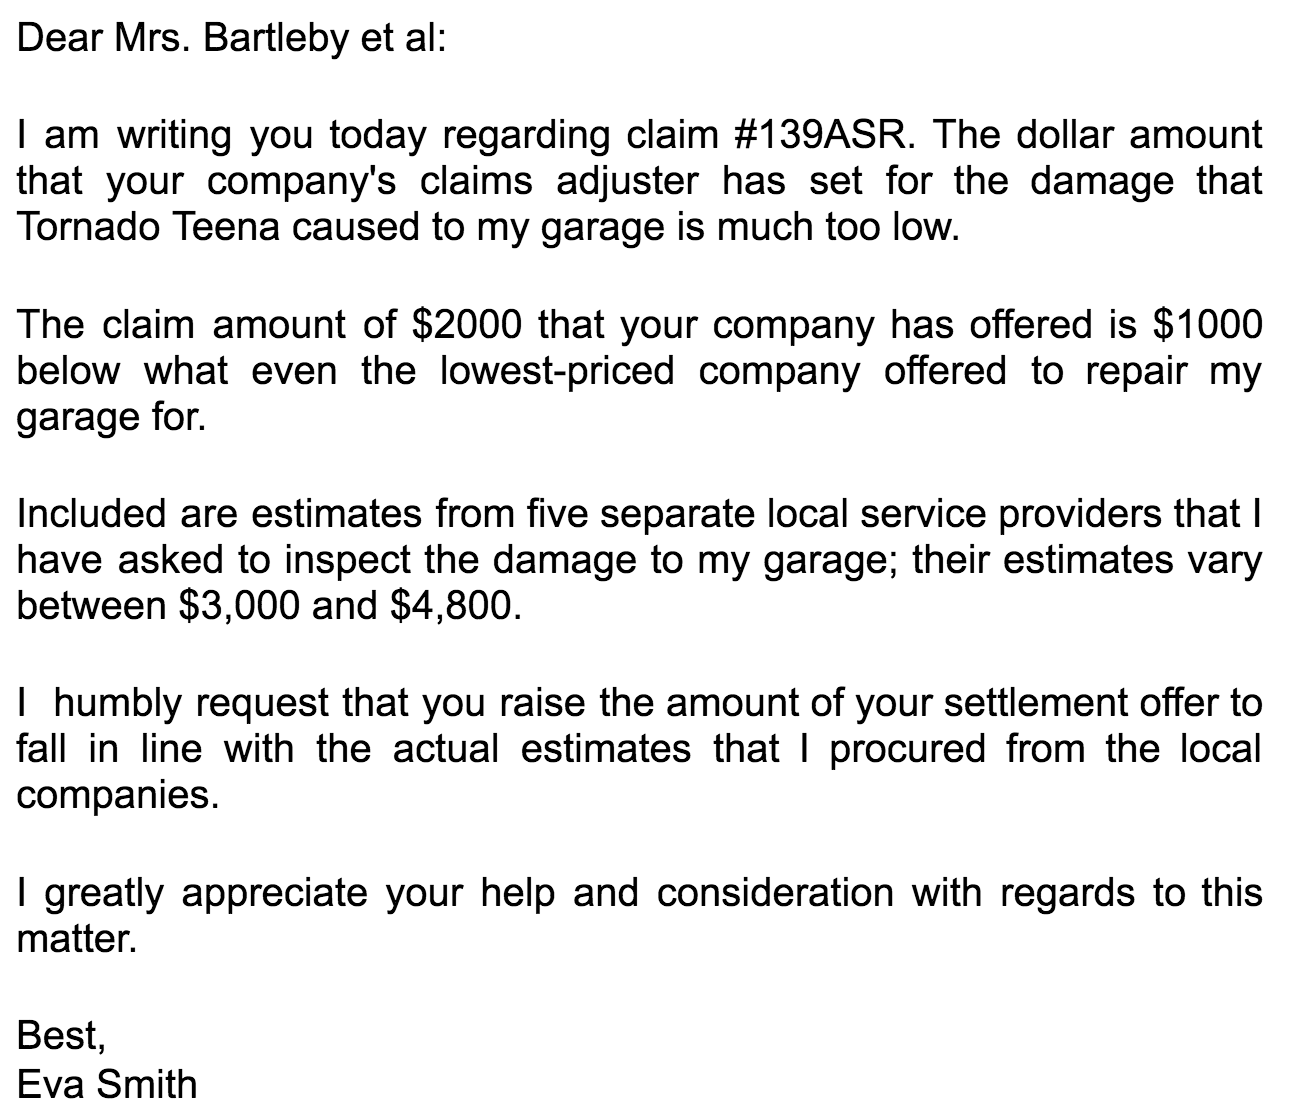 Dear Mrs. Bartleby et al:
I am writing you today regarding claim #139ASR. The dollar amount
that your company's claims adjuster has set for the damage that
Tornado Teena caused to my garage is much too low.
The claim amount of $2000 that your company has offered is $1000
below what even the lowest-priced company offered to repair my
garage for.
Included are estimates from five separate local service providers that I
have asked to inspect the damage to my garage; their estimates vary
between $3,000 and $4,800.
I humbly request that you raise the amount of your settlement offer to
fall in line with the actual estimates that I procured from the local
companies.
I greatly appreciate your help and consideration with regards to this
matter.
Best,
Eva Smith